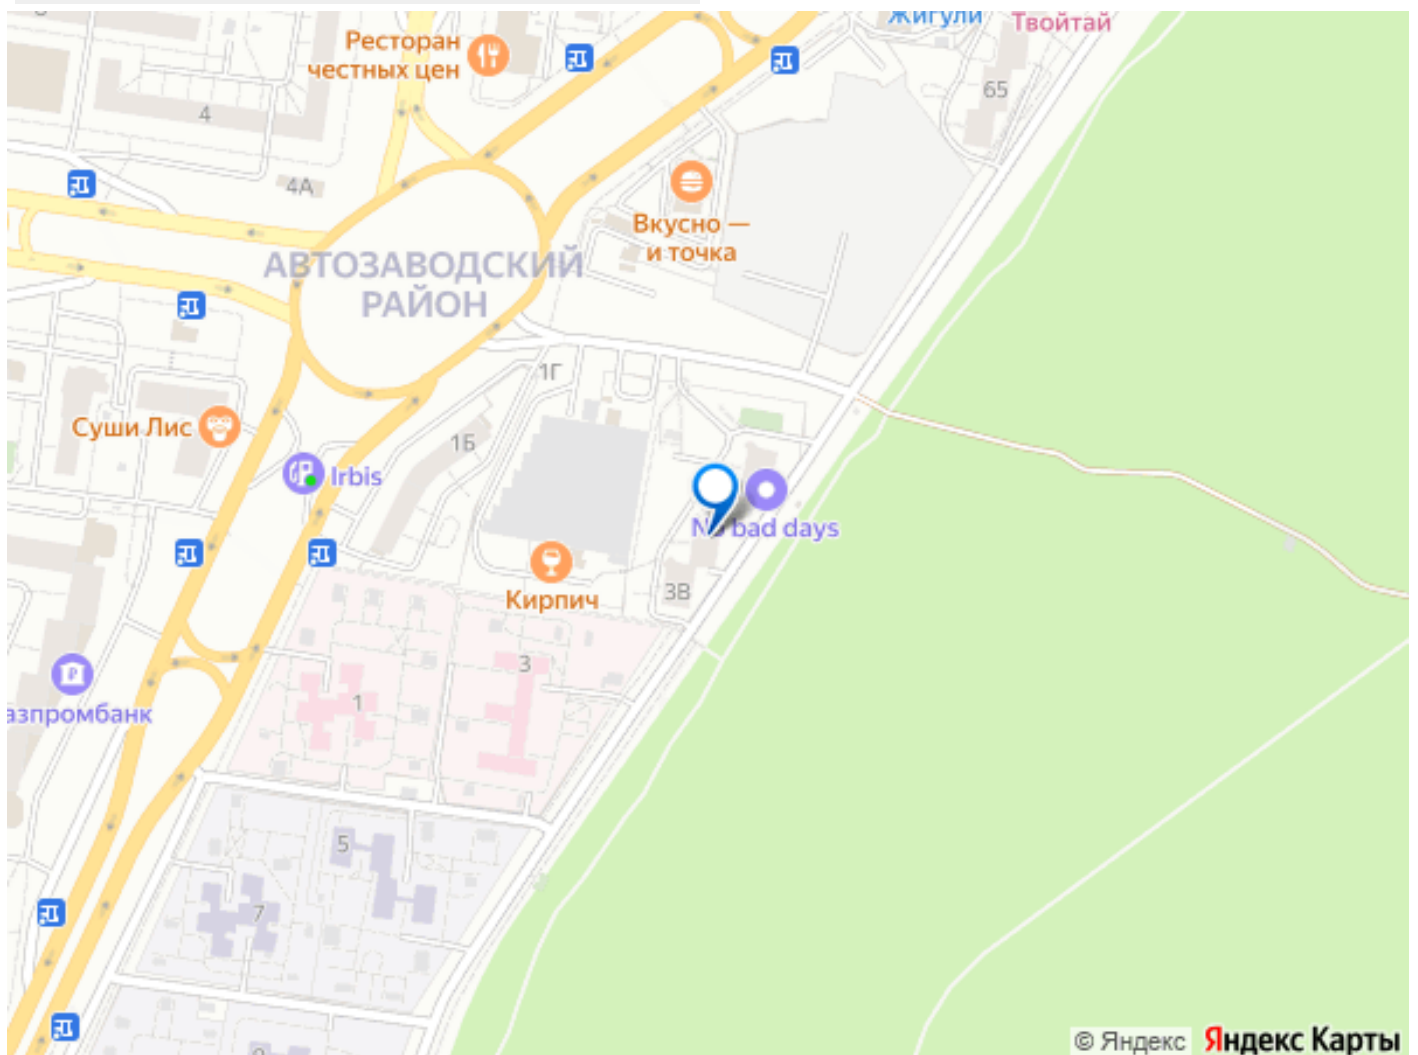 Жигули
Твойтай
Ресторан
честных цен
65
4
4А
Вкусно —
и точка
АВТОЗАВОДСКИЙ
РАЙОН
1Г
Суши Лис
1Б
Irbis
No bad days
Кирпич
3В
3
1
азпромбанк
5
7
© Яндекс Яндекс Карты